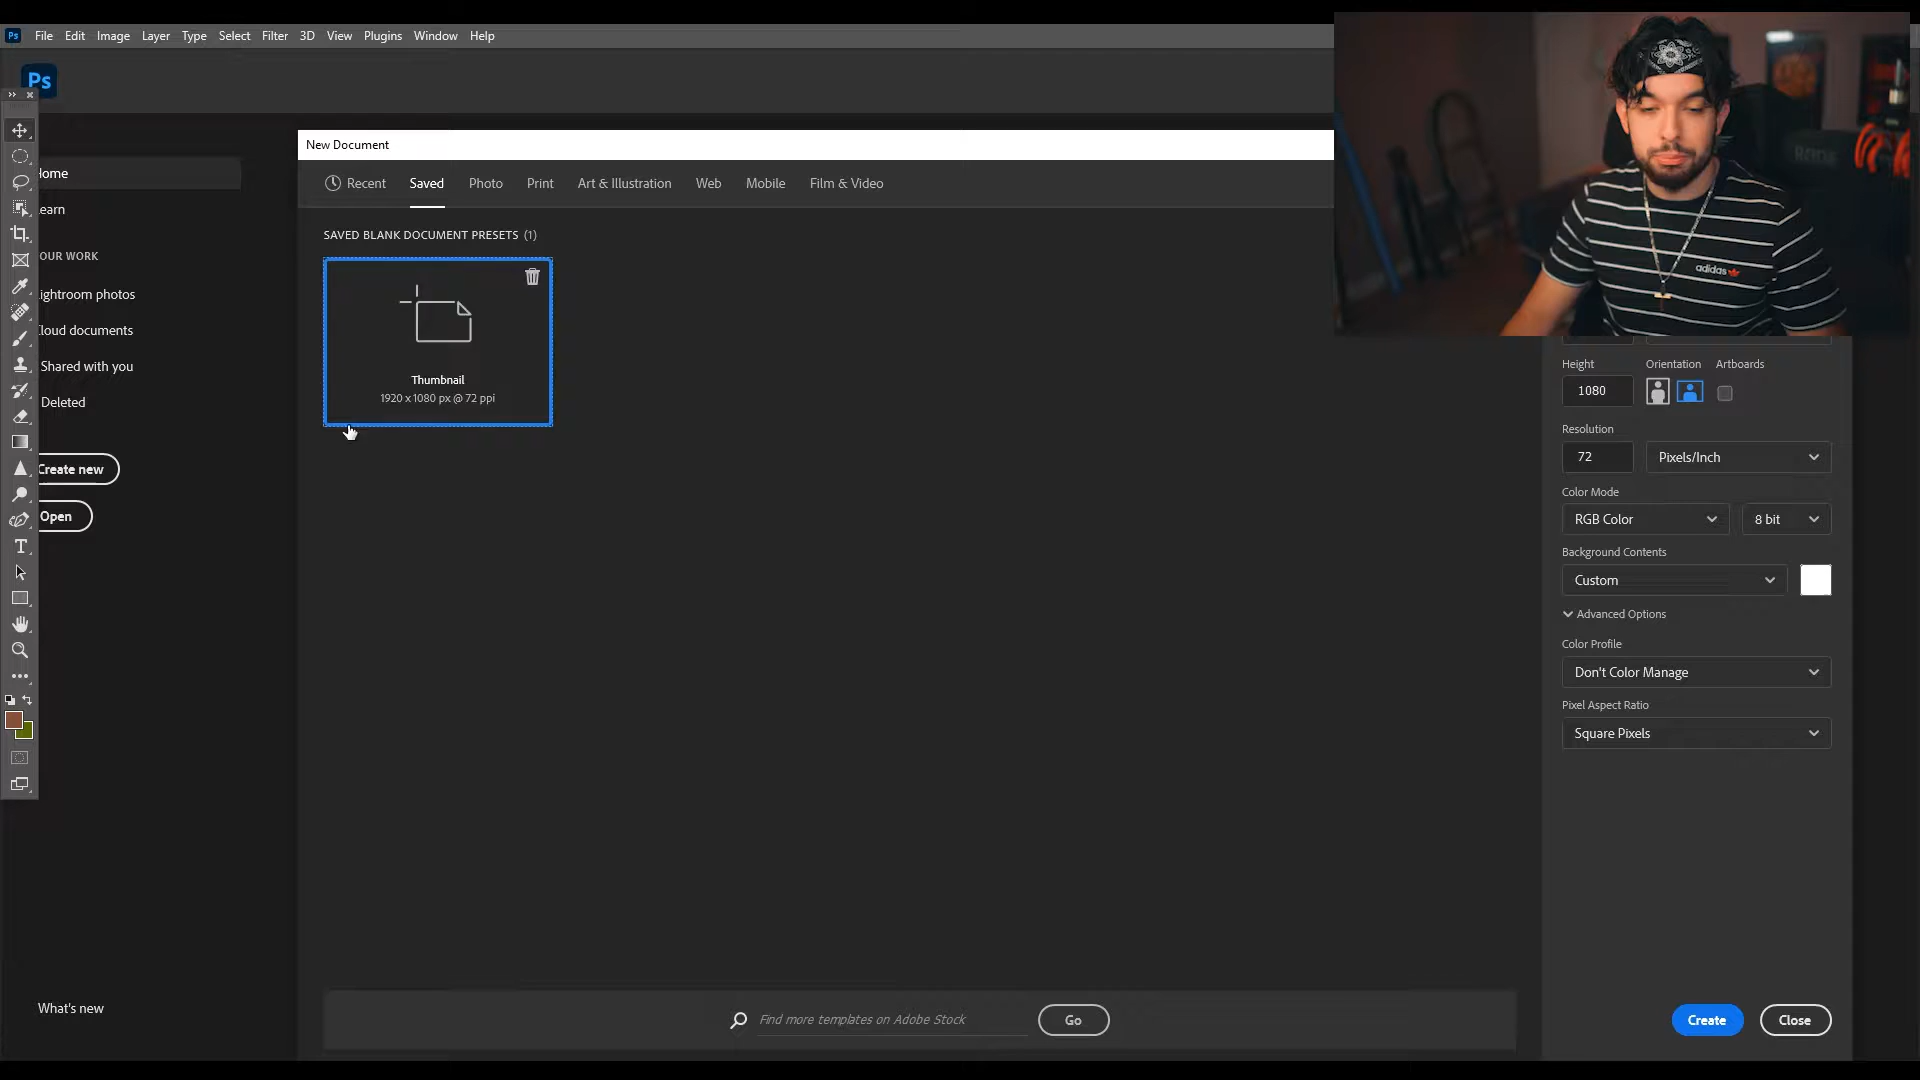 Ps File Edit Image Layer Type Select Filter 3D View Plugins Window Help
Ps
New Document
ome
Recent Saved Photo Print Art & Illustration Web Mobile Film & Video
earn
SAVED BLANK DOCUMENT PRESETS (1)
OUR WORK
ightroom photos
loud documents
Shared with you
Deleted
Thumbnail
1920 x 1080 px @ 72 ppi
Create new
Open
adidas
Height Orientation Artboards
1080
Resolution
72 Pixels/Inch
Color Mode
RGB Color 8 bit
Background Contents
Custom
Advanced Options
Color Profile
Don't Color Manage
Pixel Aspect Ratio
Square Pixels
T
What's new
Find more templates on Adobe Stock Go
Create Close